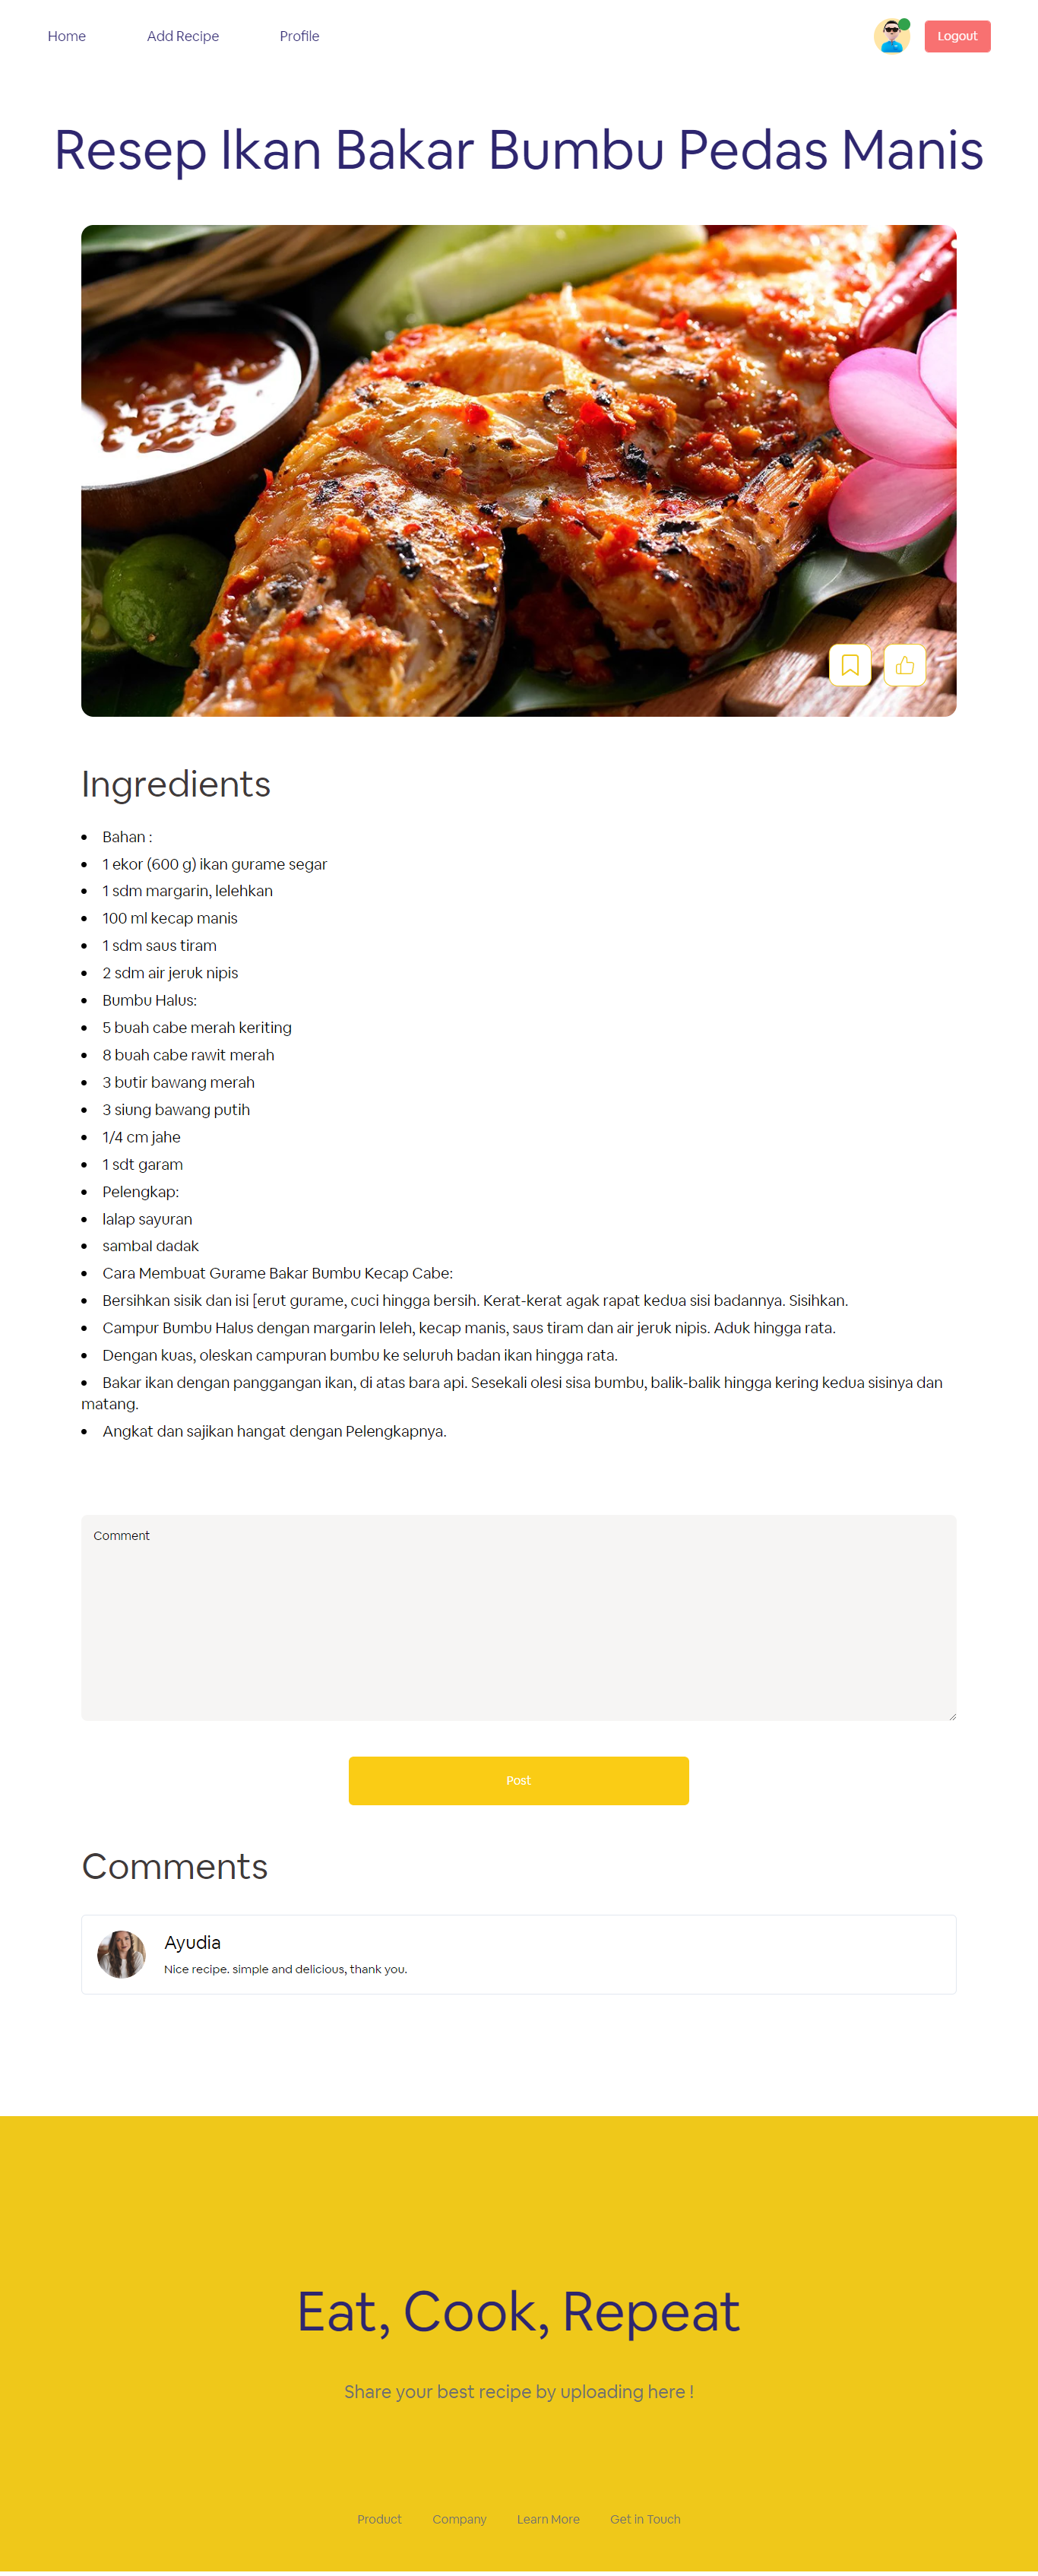 Home Add Recipe Profile Logout
Resep Ikan Bakar Bumbu Pedas Manis
Ingredients
• Bahan :
• 1 ekor (600 g) ikan gurame segar
• 1 sdm margarin, lelehkan
• 100 ml kecap manis
• 1 sdm saus tiram
• 2 sdm air jeruk nipis
• Bumbu Halus:
• 5 buah cabe merah keriting
• 8 buah cabe rawit merah
• 3 butir bawang merah
• 3 siung bawang putih
• 1/4 cm jahe
• 1 sdt garam
• Pelengkap:
• lalap sayuran
• sambal dadak
• Cara Membuat Gurame Bakar Bumbu Kecap Cabe:
• Bersihkan sisik dan isi [erut gurame, cuci hingga bersih. Kerat-kerat agak rapat kedua sisi badannya. Sisihkan.
• Campur Bumbu Halus dengan margarin leleh, kecap manis, saus tiram dan air jeruk nipis. Aduk hingga rata.
• Dengan kuas, oleskan campuran bumbu ke seluruh badan ikan hingga rata.
• Bakar ikan dengan panggangan ikan, di atas bara api. Sesekali olesi sisa bumbu, balik-balik hingga kering kedua sisinya dan
matang.
• Angkat dan sajikan hangat dengan Pelengkapnya.
Comment
Post
Comments
Ayudia
Nice recipe. simple and delicious, thank you.
Eat, Cook, Repeat
Share your best recipe by uploading here !
Product Company Learn More Get in Touch